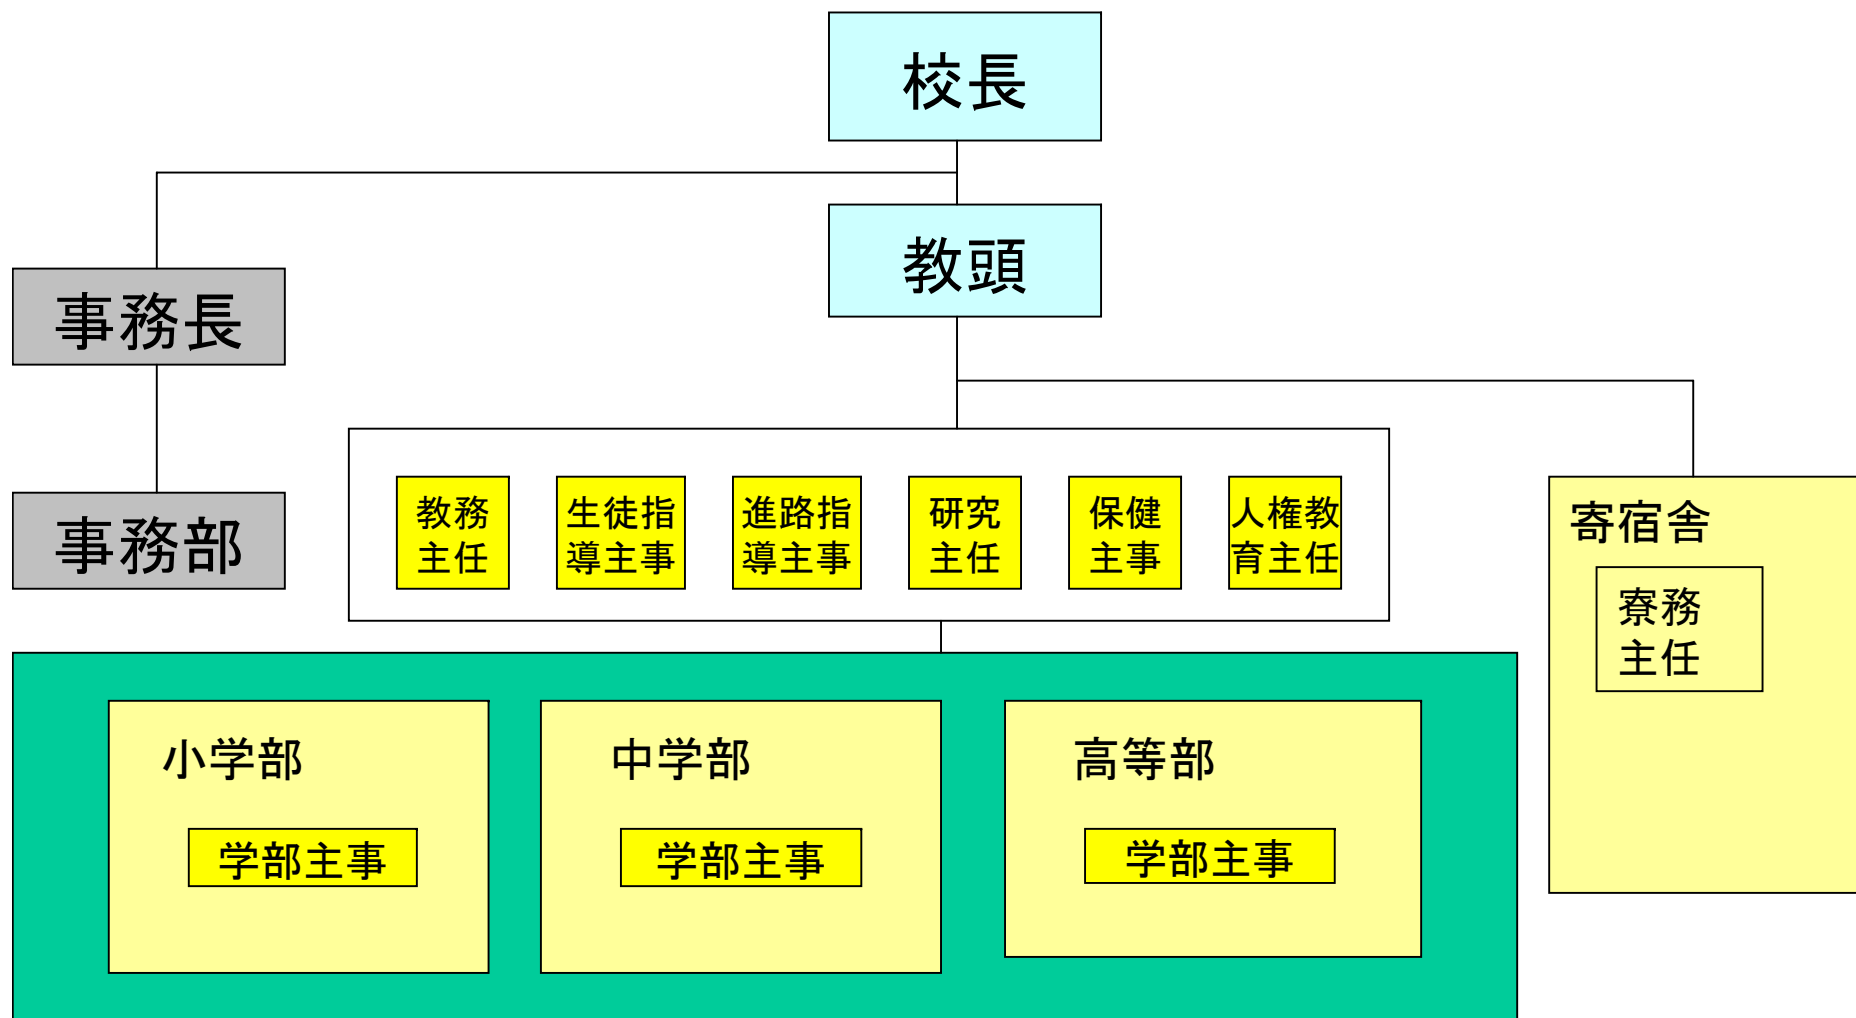 校長
教頭
事務長
事務部
教務
主任
生徒指
導主事
進路指
導主事
研究
主任
保健
主事
人権教
育主任
寄宿舎
寮務
主任
小学部
学部主事
中学部
学部主事
高等部
学部主事